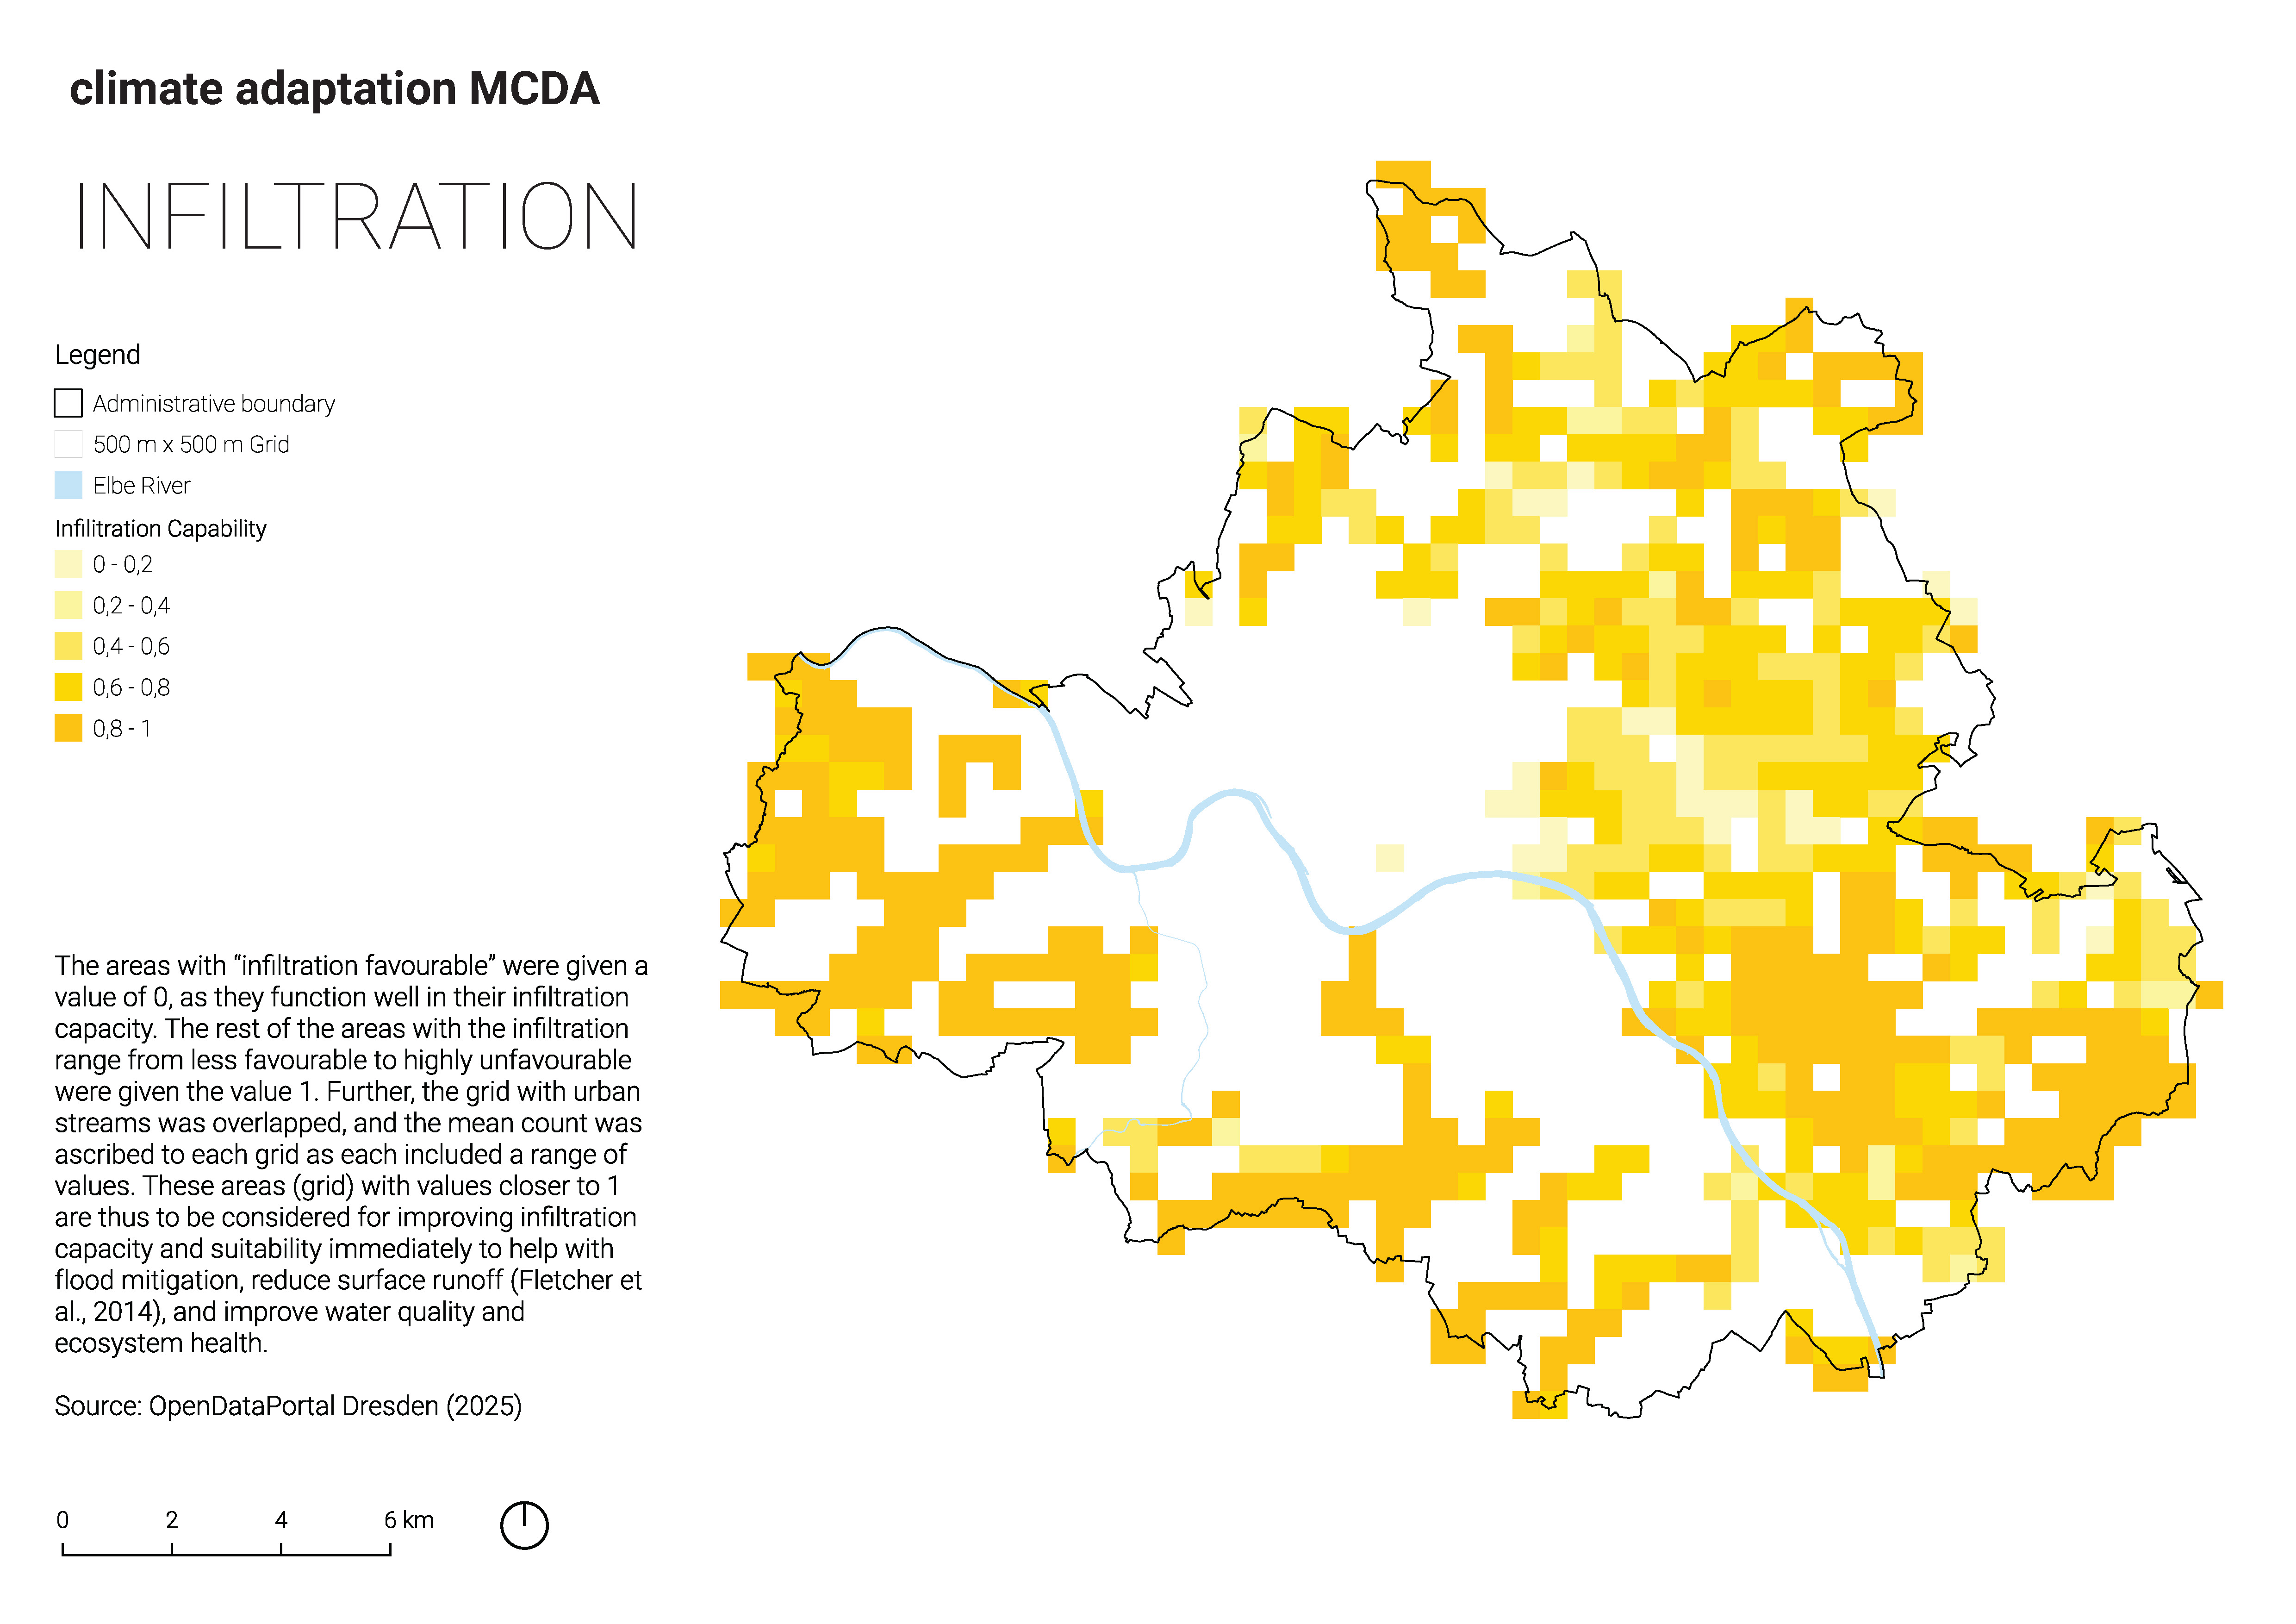 climate adaptation MCDA
INFILTRATION
Legend
Administrative boundary
500 m x 500 m Grid
Elbe River
Infilitration Capability
0 - 0,2
0,2 - 0,4
0,4 - 0,6
0,6 - 0,8
0,8 - 1
The areas with “infiltration favourable” were given a
value of 0, as they function well in their infiltration
capacity. The rest of the areas with the infiltration
range from less favourable to highly unfavourable
were given the value 1. Further, the grid with urban
streams was overlapped, and the mean count was
ascribed to each grid as each included a range of
values. These areas (grid) with values closer to 1
are thus to be considered for improving infiltration
capacity and suitability immediately to help with
flood mitigation, reduce surface runoff (Fletcher et
al., 2014), and improve water quality and
ecosystem health.
Source: OpenDataPortal Dresden (2025)
0 2 4 6 km